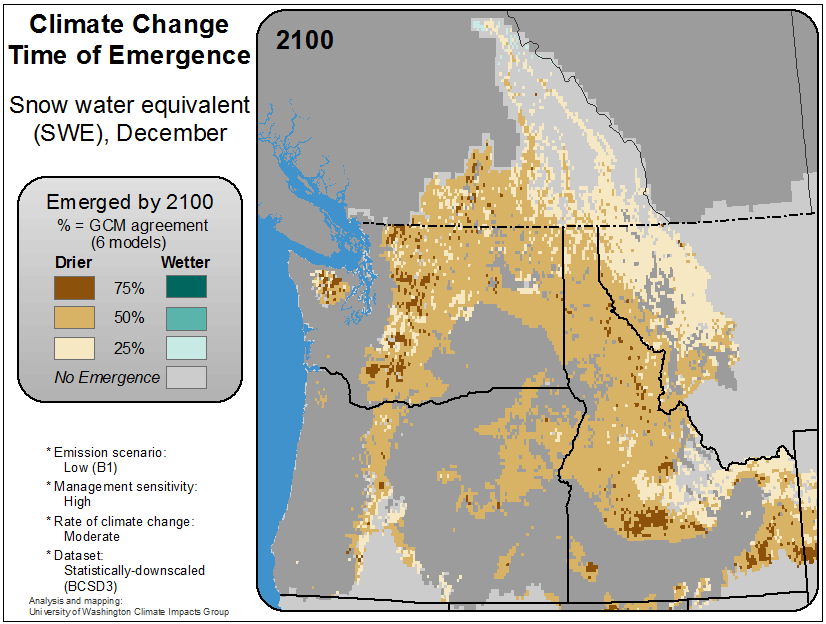 Climate Change
Time of Emergence
Snow water equivalent
(SWE), December
Emerged by 2100
% = GCM agreement
(6 models)
Drier Wetter
75%
50%
25%
No Emergence
* Emission scenario:
Low (B1)
* Management sensitivity:
High
* Rate of climate change:
Moderate
* Dataset:
Statistically-downscaled
(BCSD3)
Analysis and mapping:
University of Washington Climate Impacts Group
2100